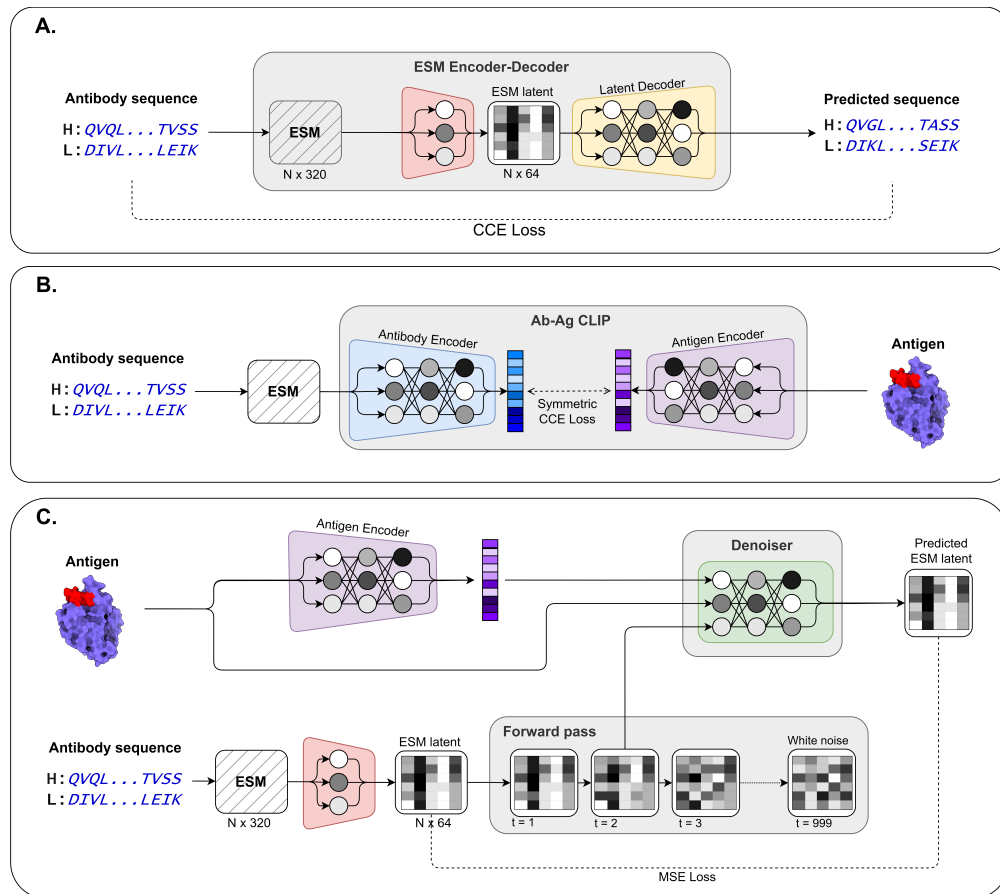 A.
ESM Encoder-Decoder
Antibody sequence
H:QVQL...TVSS
L:DIVL...LEIK
ESM
N x 320
ESM latent
N x 64
Latent Decoder
Predicted sequence
H:QVGL...TASS
L:DIKL...SEIK
CCE Loss
B.
Ab-Ag CLIP
Antibody sequence
H:QVQL...TVSS
L:DIVL...LEIK
ESM
Antibody Encoder
Symmetric
CCE Loss
Antigen Encoder
Antigen
C.
Antigen
Antigen Encoder
Denoiser
Predicted
ESM latent
Antibody sequence
H:QVQL...TVSS
L:DIVL...LEIK
ESM
N x 320
ESM latent
N x 64
Forward pass
t = 1
t = 2
t = 3
White noise
t = 999
MSE Loss